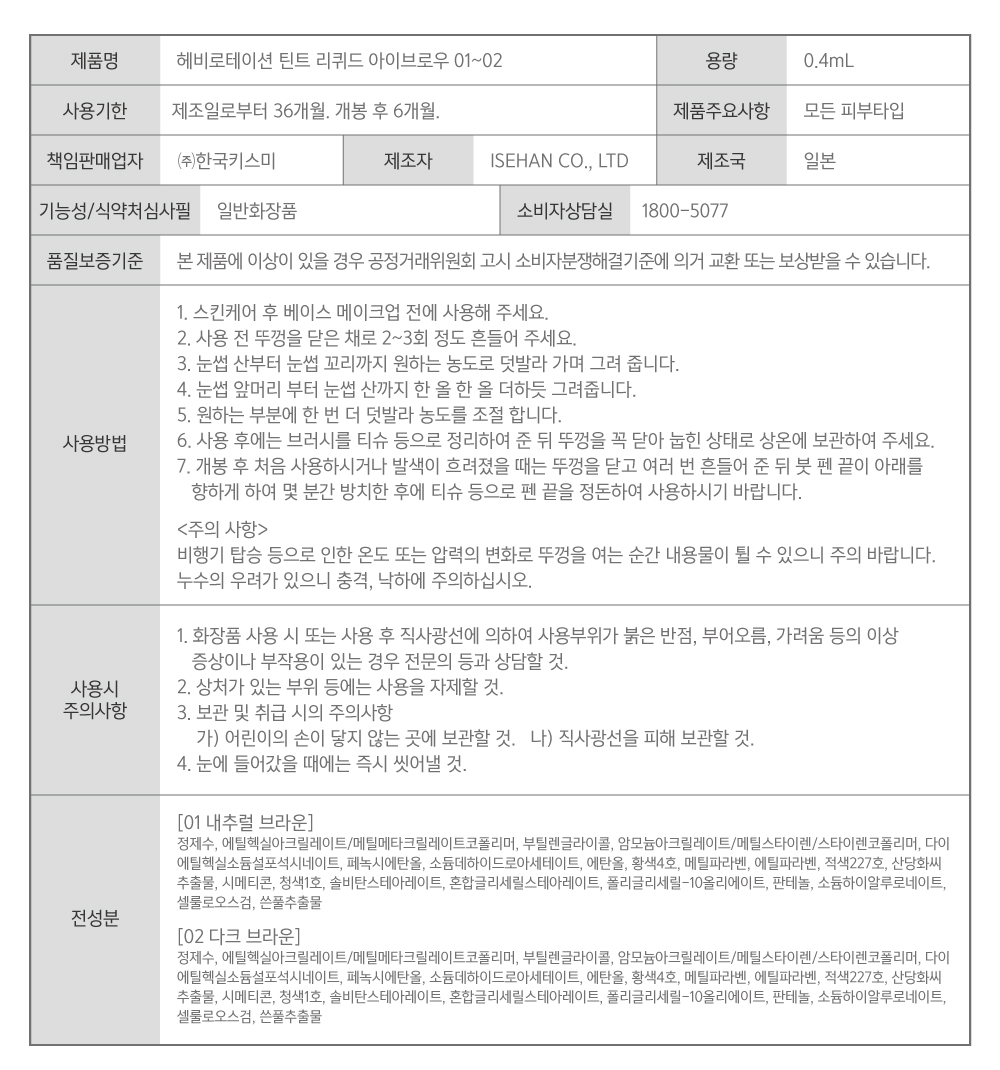 제품명 헤비로테이션 틴트 리퀴드 아이브로우 01~02 용량 0.4mL
사용기한 제조일로부터 36개월. 개봉 후 6개월. 제품주요사항 모든 피부타입
책임판매업자 ㈜한국키스미 제조자 ISEHAN CO., LTD 제조국 일본
기능성/식약처심사필 일반화장품 소비자상담실 1800-5077
품질보증기준 본 제품에 이상이 있을 경우 공정거래위원회 고시 소비자분쟁해결기준에 의거 교환 또는 보상받을 수 있습니다.
사용방법
1. 스킨케어 후 베이스 메이크업 전에 사용해 주세요.
2. 사용 전 뚜껑을 닫은 채로 2~3회 정도 흔들어 주세요.
3. 눈썹 산부터 눈썹 꼬리까지 원하는 농도로 덧발라 가며 그려 줍니다.
4. 눈썹 앞머리 부터 눈썹 산까지 한 올 한 올 더하듯 그려줍니다.
5. 원하는 부분에 한 번 더 덧발라 농도를 조절 합니다.
6. 사용 후에는 브러시를 티슈 등으로 정리하여 준 뒤 뚜껑을 꼭 닫아 눕힌 상태로 상온에 보관하여 주세요.
7. 개봉 후 처음 사용하시거나 발색이 흐려졌을 때는 뚜껑을 닫고 여러 번 흔들어 준 뒤 붓 펜 끝이 아래를
향하게 하여 몇 분간 방치한 후에 티슈 등으로 펜 끝을 정돈하여 사용하시기 바랍니다.
<주의 사항>
비행기 탑승 등으로 인한 온도 또는 압력의 변화로 뚜껑을 여는 순간 내용물이 튈 수 있으니 주의 바랍니다.
누수의 우려가 있으니 충격, 낙하에 주의하십시오.
사용시
주의사항
1. 화장품 사용 시 또는 사용 후 직사광선에 의하여 사용부위가 붉은 반점, 부어오름, 가려움 등의 이상
증상이나 부작용이 있는 경우 전문의 등과 상담할 것.
2. 상처가 있는 부위 등에는 사용을 자제할 것.
3. 보관 및 취급 시의 주의사항
가) 어린이의 손이 닿지 않는 곳에 보관할 것. 나) 직사광선을 피해 보관할 것.
4. 눈에 들어갔을 때에는 즉시 씻어낼 것.
전성분
[01 내추럴 브라운]
정제수, 에틸헥실아크릴레이트/메틸메타크릴레이트코폴리머, 부틸렌글라이콜, 암모늄아크릴레이트/메틸스타이렌/스타이렌코폴리머, 다이
에틸헥실소듐설포석시네이트, 페녹시에탄올, 소듐데하이드로아세테이트, 에탄올, 황색4호, 메틸파라벤, 에틸파라벤, 적색227호, 산당화씨
추출물, 시메티콘, 청색1호, 솔비탄스테아레이트, 혼합글리세릴스테아레이트, 폴리글리세릴-10올리에이트, 판테놀, 소듐하이알루로네이트,
셀룰로오스검, 쓴풀추출물
[02 다크 브라운]
정제수, 에틸헥실아크릴레이트/메틸메타크릴레이트코폴리머, 부틸렌글라이콜, 암모늄아크릴레이트/메틸스타이렌/스타이렌코폴리머, 다이
에틸헥실소듐설포석시네이트, 페녹시에탄올, 소듐데하이드로아세테이트, 에탄올, 황색4호, 메틸파라벤, 에틸파라벤, 적색227호, 산당화씨
추출물, 시메티콘, 청색1호, 솔비탄스테아레이트, 혼합글리세릴스테아레이트, 폴리글리세릴-10올리에이트, 판테놀, 소듐하이알루로네이트,
셀룰로오스검, 쓴풀추출물